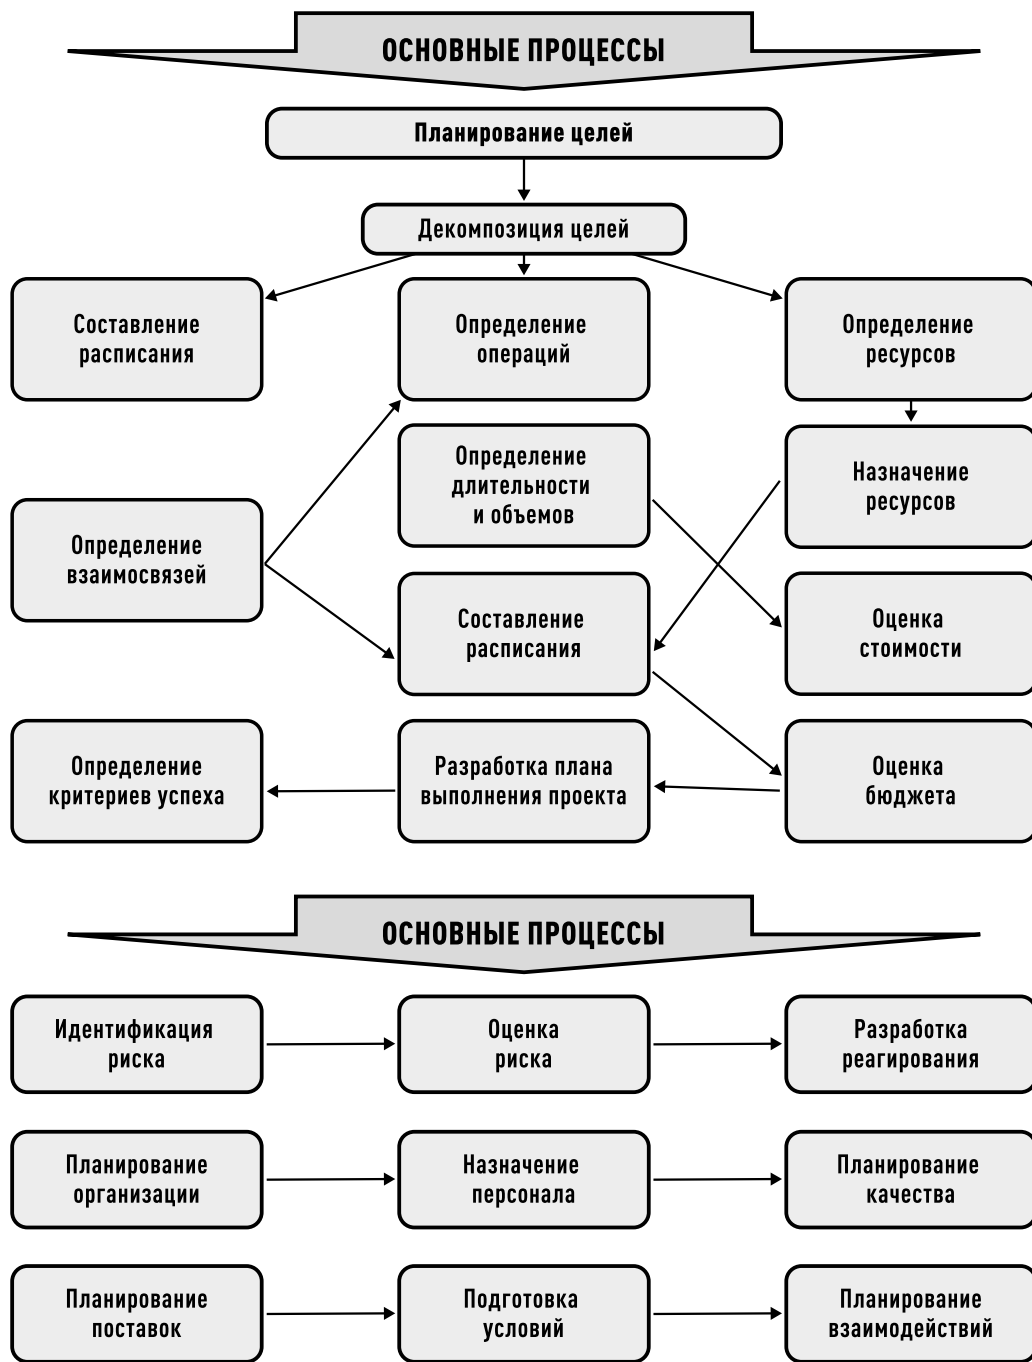 ОСНОВНЫЕ ПРОЦЕССЫ
Планирование целей
Декомпозиция целей
Составление
расписания
Определение
операций
Определение
ресурсов
Определение
длительности
и объемов
Назначение
ресурсов
Определение
взаимосвязей
Составление
расписания
Оценка
стоимости
Определение
критериев успеха
Разработка плана
выполнения проекта
Оценка
бюджета
ОСНОВНЫЕ ПРОЦЕССЫ
Идентификация
риска
Оценка
риска
Разработка
реагирования
Планирование
организации
Назначение
персонала
Планирование
качества
Планирование
поставок
Подготовка
условий
Планирование
взаимодействий